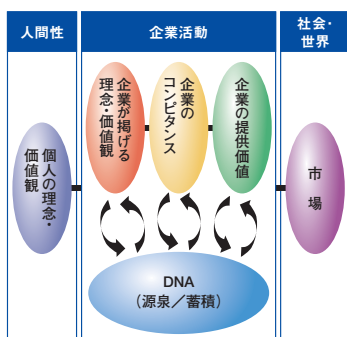 人間性
企業活動
社会・
世界
個人の理念・
価値観
企業が掲げる
理念・価値観
企業の
コンピタンス
企業の提供価値
市場
DNA
（源泉／蓄積）